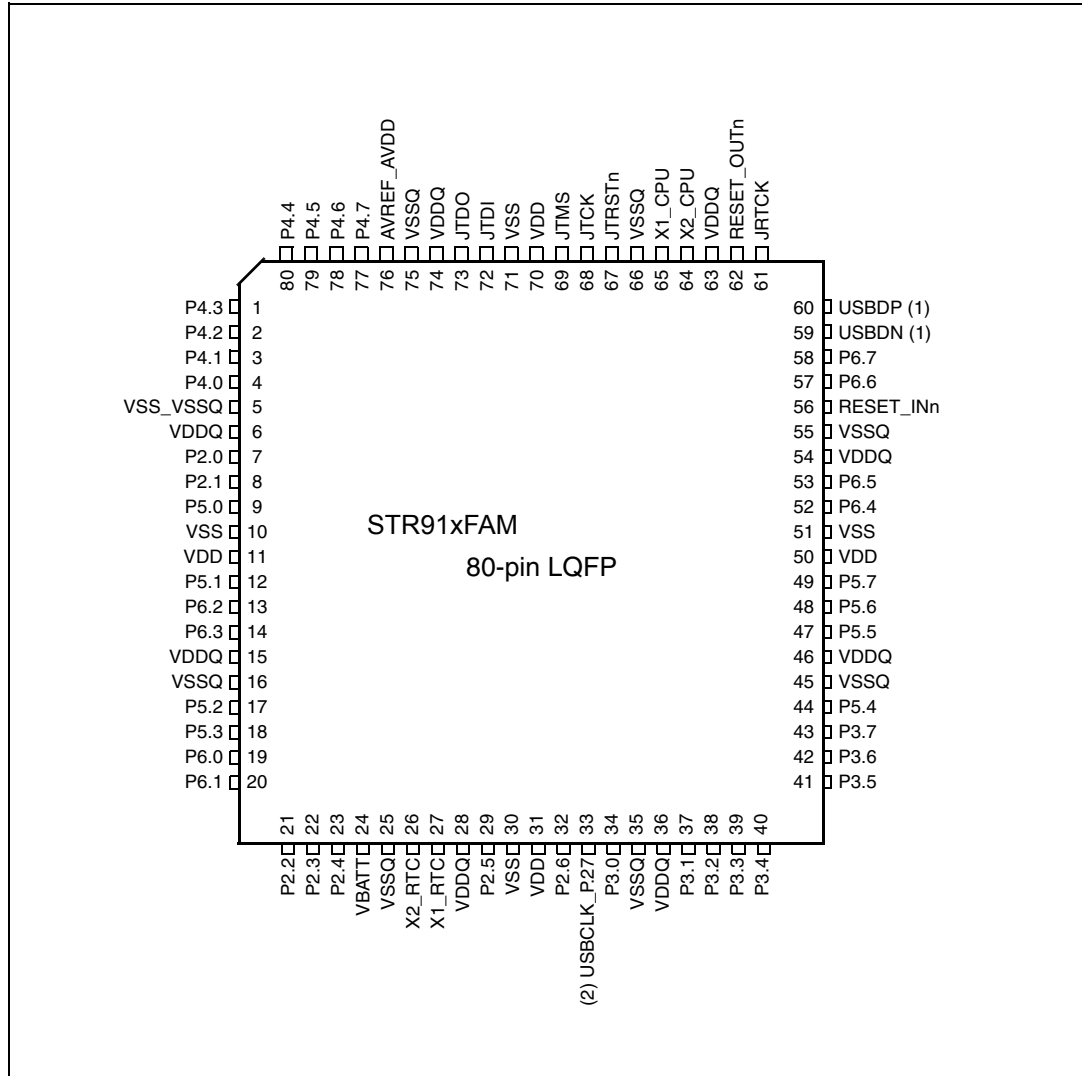 P4.4
P4.5
P4.6
P4.7
AVREF_AVDD
VSSQ
VDDQ
JTDO
JTDI
VSS
VDD
JTMS
JTCK
JTRSTn
VSSQ
X1_CPU
X2_CPU
VDDQ
RESET_OUTn
JRTCK
80 79 78 77 76 75 74 73 72 71 70 69 68 67 66 65 64 63 62 61
P4.3 1
P4.2 2
P4.1 3
P4.0 4
VSS_VSSQ 5
VDDQ 6
P2.0 7
P2.1 8
P5.0 9
VSS 10
VDD 11
P5.1 12
P6.2 13
P6.3 14
VDDQ 15
VSSQ 16
P5.2 17
P5.3 18
P6.0 19
P6.1 20
STR91xFAM
80-pin LQFP
60 USBDP (1)
59 USBDN (1)
58 P6.7
57 P6.6
56 RESET_INn
55 VSSQ
54 VDDQ
53 P6.5
52 P6.4
51 VSS
50 VDD
49 P5.7
48 P5.6
47 P5.5
46 VDDQ
45 VSSQ
44 P5.4
43 P3.7
42 P3.6
41 P3.5
21 22 23 24 25 26 27 28 29 30 31 32 33 34 35 36 37 38 39 40
P2.2
P2.3
P2.4
VBATT
VSSQ
X2_RTC
X1_RTC
VDDQ
P2.5
VSS
VDD
P2.6
(2) USBCLK_P.27
P3.0
VSSQ
VDDQ
P3.1
P3.2
P3.3
P3.4